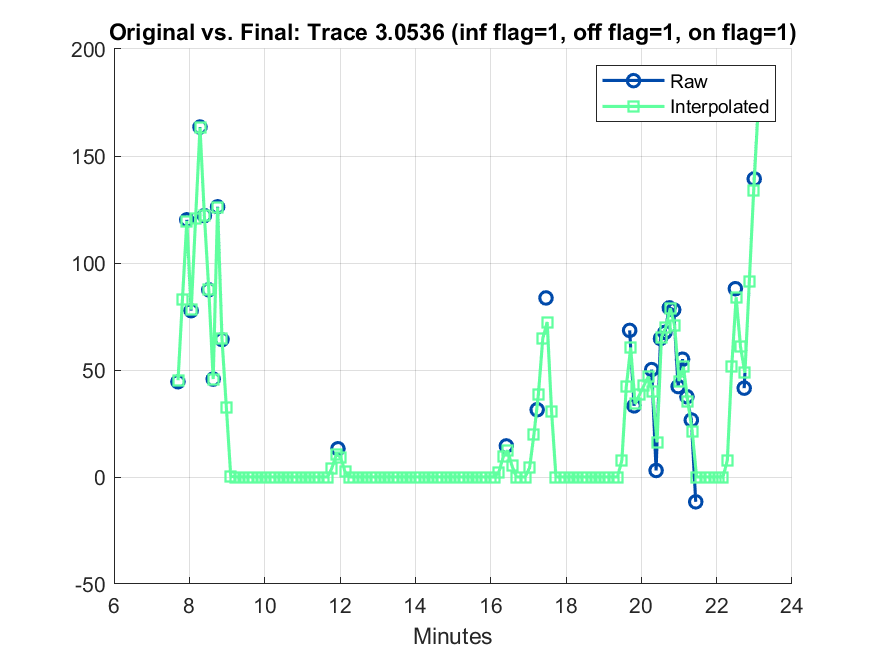 Original vs. Final: Trace 3.0536 (inf flag=1, off flag=1, on flag=1)
200
150
100
50
0
-50
Raw
Interpolated
6 8 10 12 14 16 18 20 22 24
Minutes